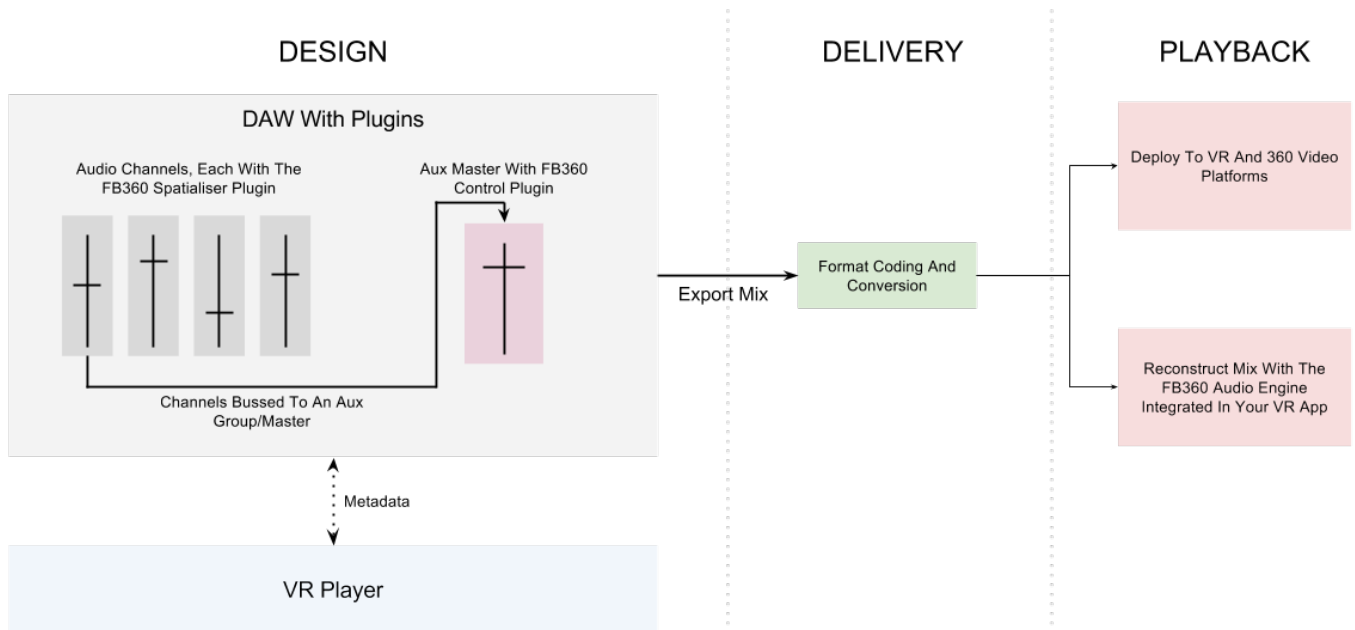 DESIGN
DELIVERY
PLAYBACK
DAW With Plugins
Audio Channels, Each With The
FB360 Spatialiser Plugin
Aux Master With FB360
Control Plugin
Channels Bussed To An Aux
Group/Master
Export Mix
Format Coding And
Conversion
Deploy To VR And 360 Video
Platforms
Reconstruct Mix With The
FB360 Audio Engine
Integrated In Your VR App
Metadata
VR Player